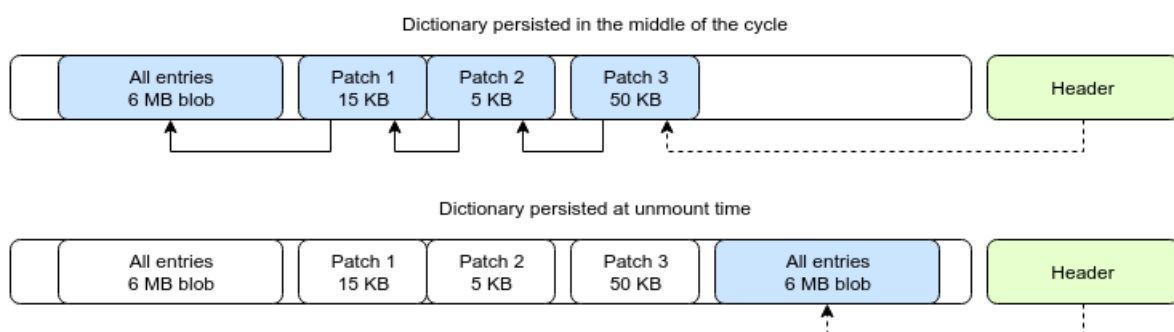 Dictionary persisted in the middle of the cycle
All entries
6 MB blob
Patch 1
15 KB
Patch 2
5 KB
Patch 3
50 KB
Header
Dictionary persisted at unmount time
All entries
6 MB blob
Patch 1
15 KB
Patch 2
5 KB
Patch 3
50 KB
All entries
6 MB blob
Header